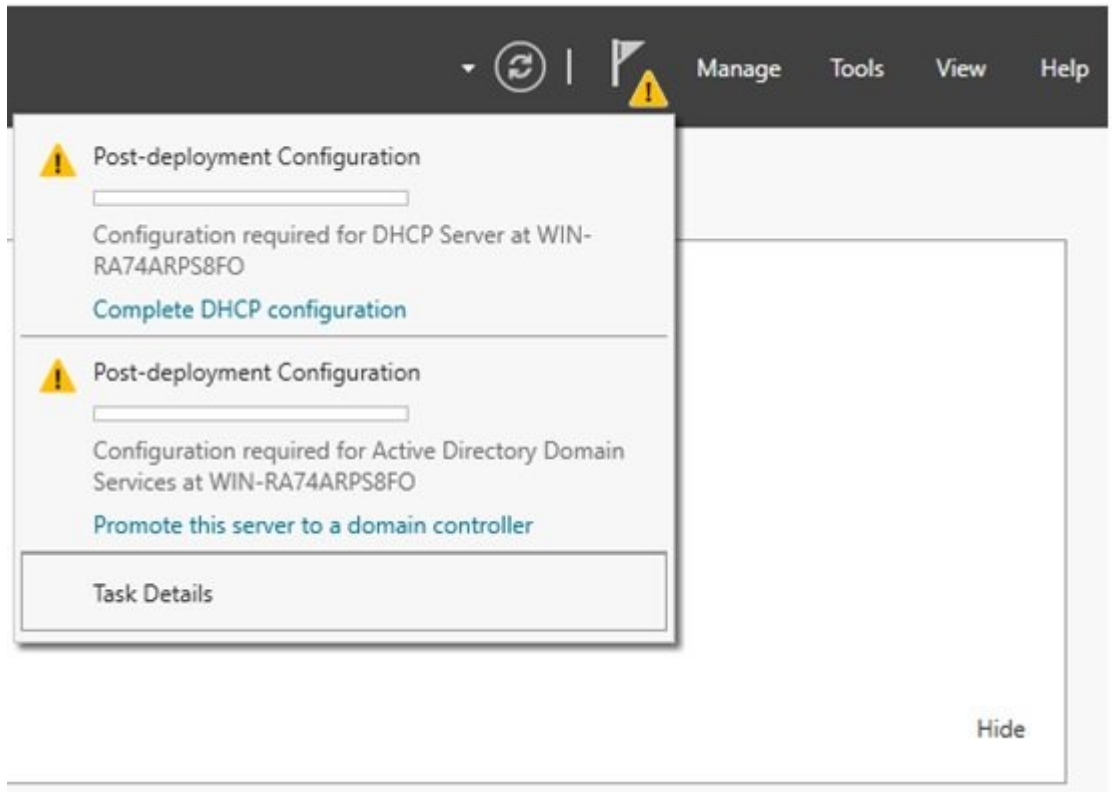 Manage Tools View Help
Post-deployment Configuration
Configuration required for DHCP Server at WIN-
RA74ARPS8FO
Complete DHCP configuration
Post-deployment Configuration
Configuration required for Active Directory Domain
Services at WIN-RA74ARPS8FO
Promote this server to a domain controller
Task Details
Hide